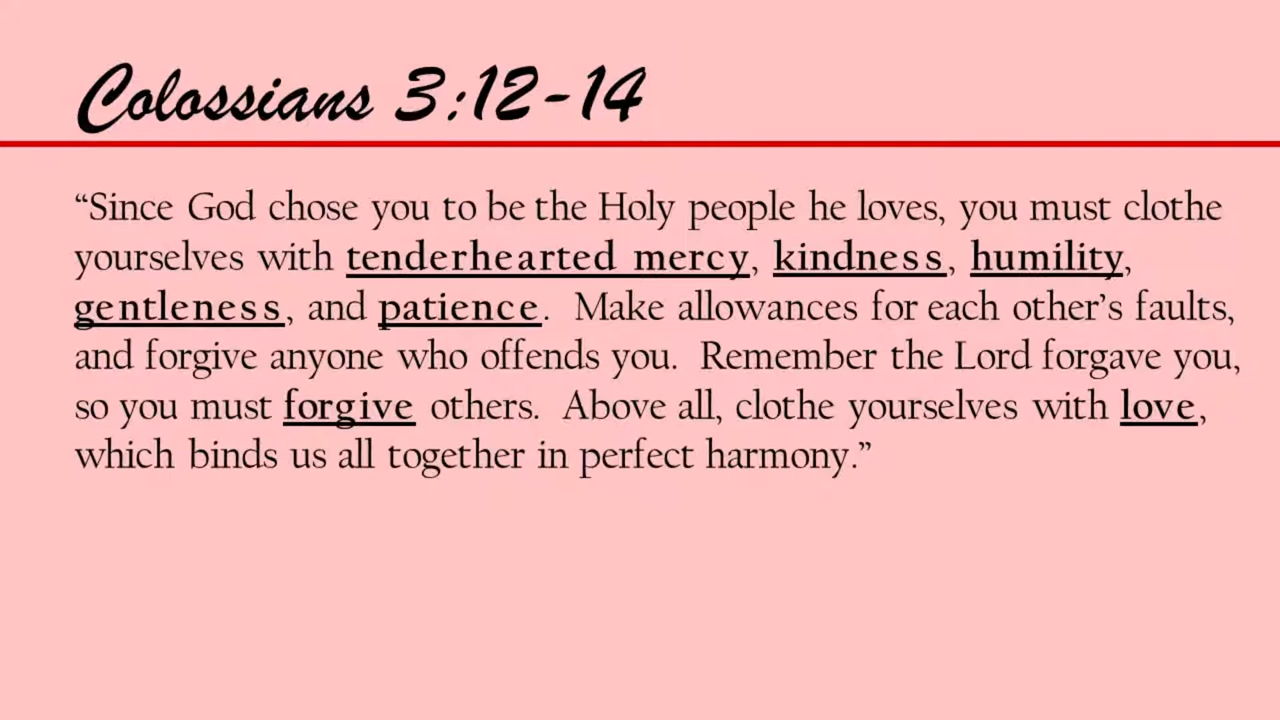 Colossians 3:12-14
“Since God chose you to be the Holy people he loves, you must clothe
yourselves with tenderhearted mercy, kindness, humility,
gentleness, and patience.  Make allowances for each other’s faults,
and forgive anyone who offends you.  Remember the Lord forgave you,
so you must forgive others.  Above all, clothe yourselves with love,
which binds us all together in perfect harmony.”